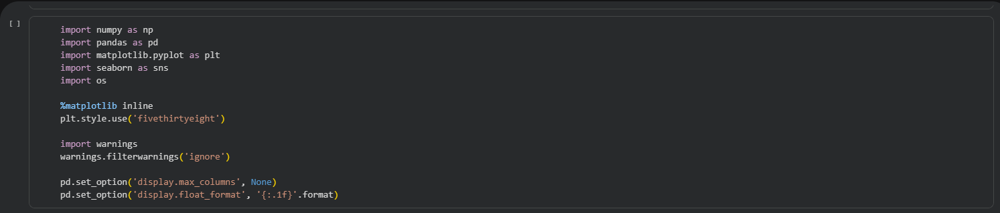 [ ]
import numpy as np
import pandas as pd
import matplotlib.pyplot as plt
import seaborn as sns
import os
%matplotlib inline
plt.style.use('fivethirtyeight')
import warnings
warnings.filterwarnings('ignore')
pd.set_option('display.max_columns', None)
pd.set_option('display.float_format', '{:.1f}'.format)